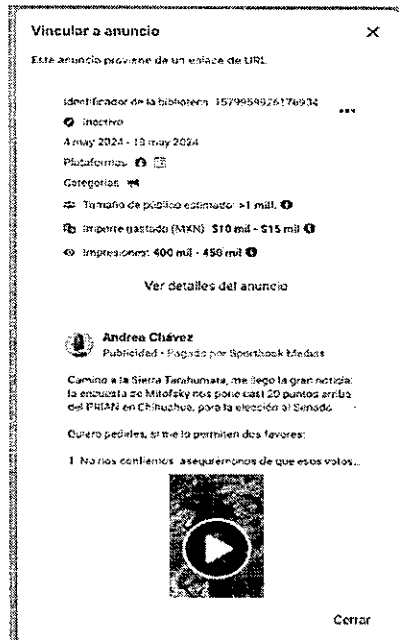 Vincular a anuncio
Este anuncio proviene de un enlace de URL.
Identificador de la biblioteca: 1579959926176934
Inactivo
4 may 2024 - 13 may 2024
Plataformas
Categorías
Tamaño de público estimado: >1 mill.
Importe gastado (MXN): $10 mil - $15 mil
Impresiones: 400 mil - 450 mil
Ver detalles del anuncio
Andrea Chávez
Publicidad • Pagado por Sporthook Medios
Camino a la Sierra Tarahumara, me llegó la gran noticia:
la encuesta de Mitofsky nos pone casi 20 puntos arriba
del PRIAN en Chihuahua, para la elección al Senado.
Quiero pedirles, si me lo permiten dos favores:
1. No nos confiemos, asegurémonos de que esos votos...
Cerrar